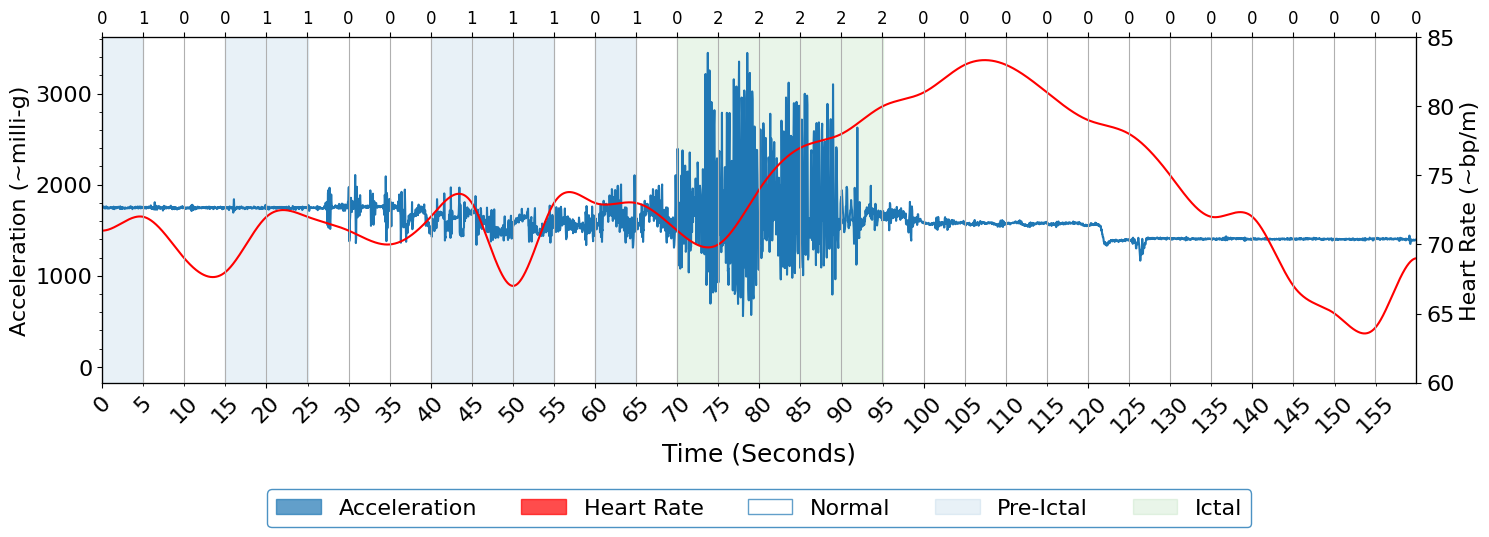 0 1 0 0 1 1 0 0 0 1 1 1 0 1 0 2 2 2 2 2 0 0 0 0 0 0 0 0 0 0 0 0 0
Acceleration (~milli-g)
3000
2000
1000
0
85
80
75
70
65
60
Heart Rate (~bp/m)
0 5 10 15 20 25 30 35 40 45 50 55 60 65 70 75 80 85 90 95 100 105 110 115 120 125 130 135 140 145 150 155
Time (Seconds)
Acceleration Heart Rate Normal Pre-Ictal Ictal